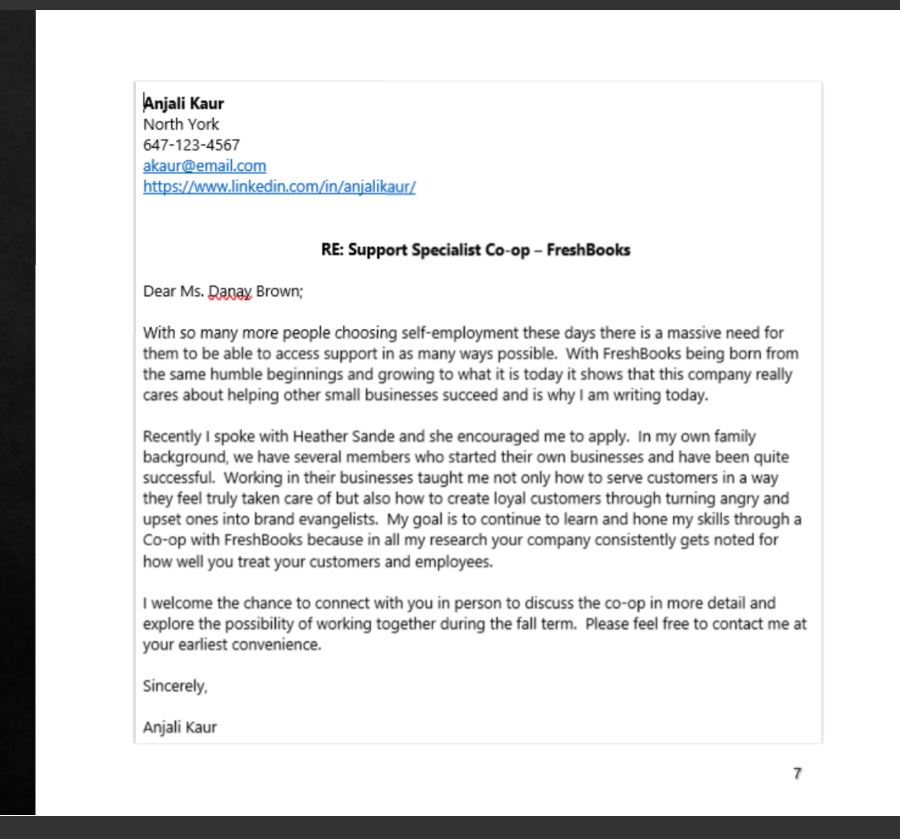 Anjali Kaur
North York
647-123-4567
akaur@email.com
https://www.linkedin.com/in/anjalikaur/
RE: Support Specialist Co-op – FreshBooks
Dear Ms. Danay Brown;
With so many more people choosing self-employment these days there is a massive need for
them to be able to access support in as many ways possible.  With FreshBooks being born from
the same humble beginnings and growing to what it is today it shows that this company really
cares about helping other small businesses succeed and is why I am writing today.
Recently I spoke with Heather Sande and she encouraged me to apply.  In my own family
background, we have several members who started their own businesses and have been quite
successful.  Working in their businesses taught me not only how to serve customers in a way
they feel truly taken care of but also how to create loyal customers through turning angry and
upset ones into brand evangelists.  My goal is to continue to learn and hone my skills through a
Co-op with FreshBooks because in all my research your company consistently gets noted for
how well you treat your customers and employees.
I welcome the chance to connect with you in person to discuss the co-op in more detail and
explore the possibility of working together during the fall term.  Please feel free to contact me at
your earliest convenience.
Sincerely,
Anjali Kaur
7